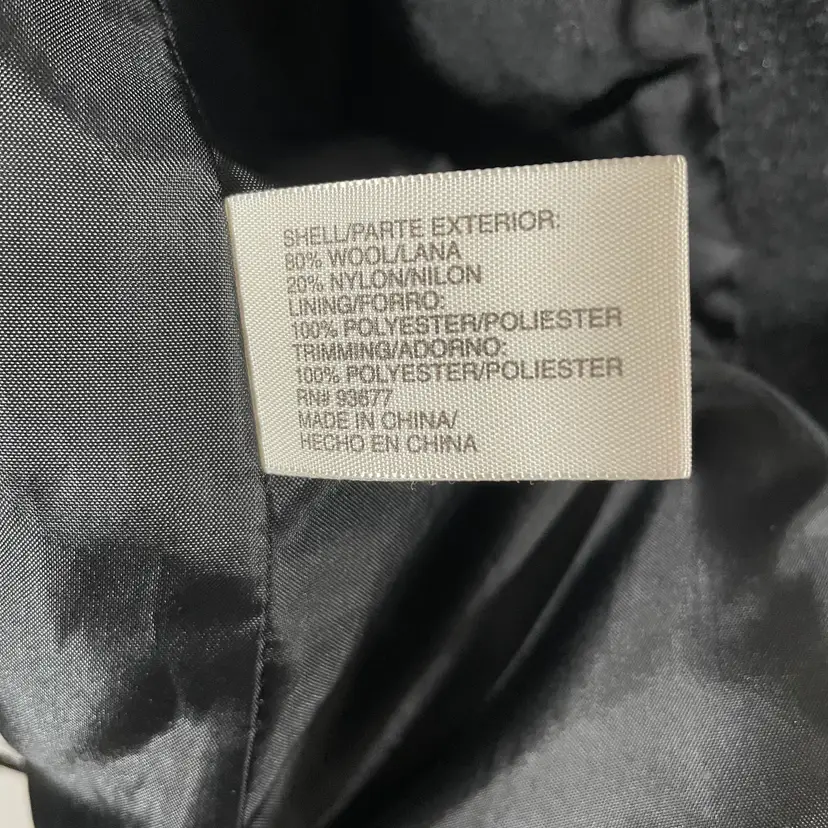 SHELL/PARTE EXTERIOR:
80% WOOL/LANA
20% NYLON/NILON
LINING/FORRO:
100% POLYESTER/POLIESTER
TRIMMING/ADORNO:
100% POLYESTER/POLIESTER
RN# 93677
MADE IN CHINA/
HECHO EN CHINA